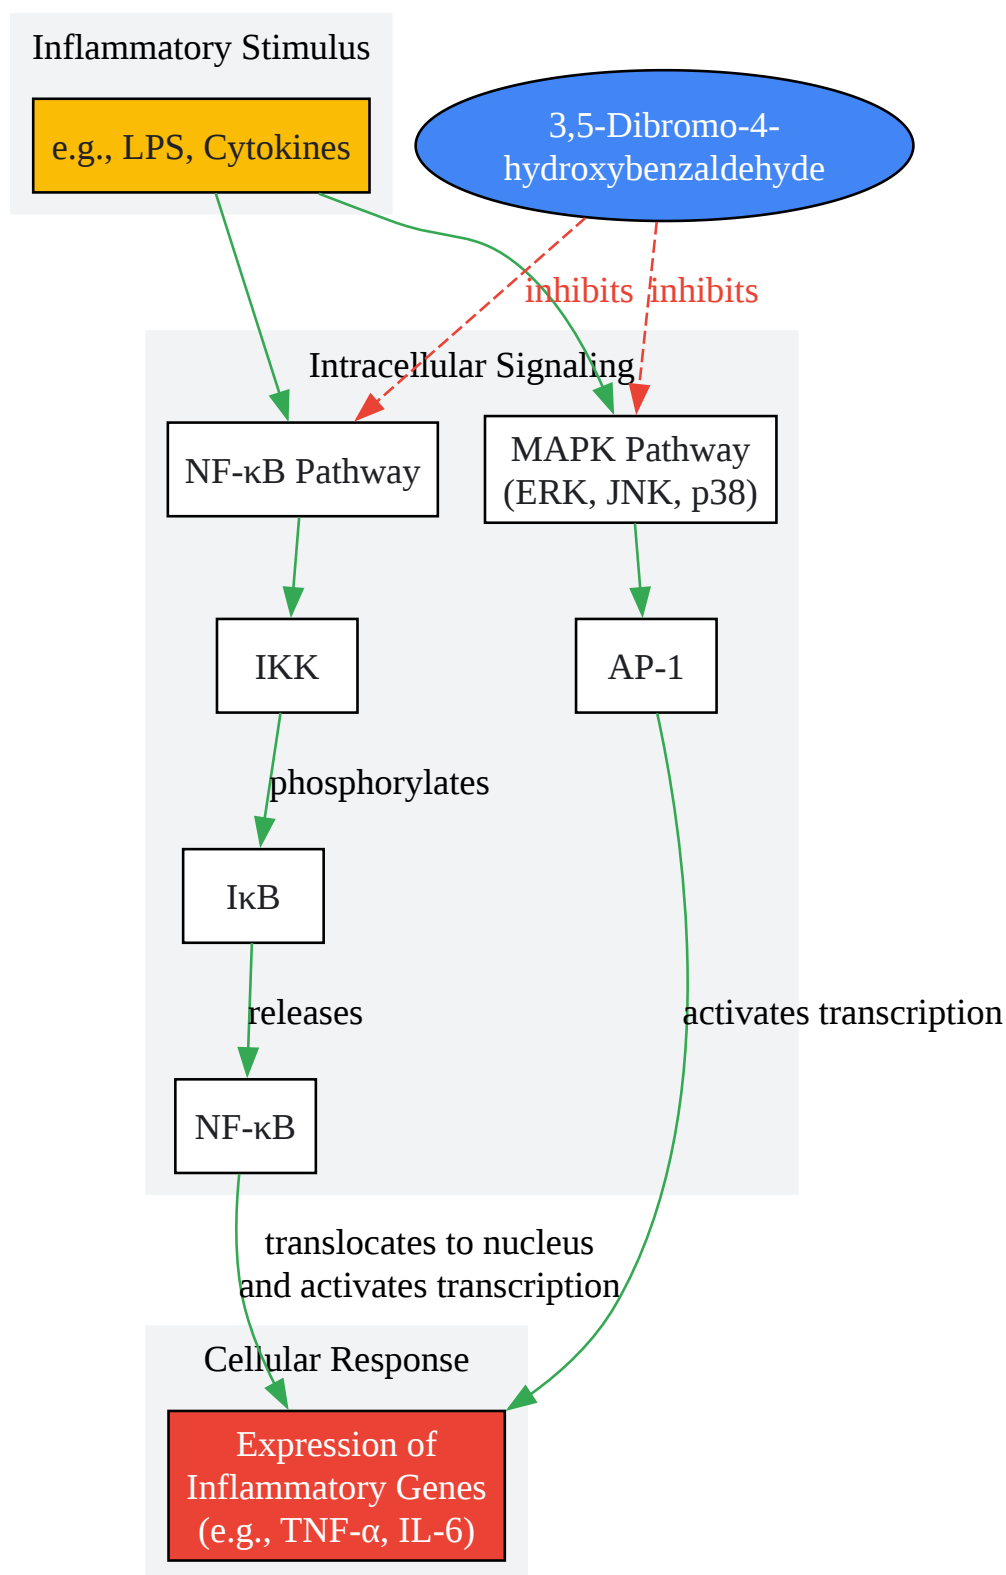 Inflammatory Stimulus
e.g., LPS, Cytokines
3,5-Dibromo-4-
hydroxybenzaldehyde
inhibits
inhibits
Intracellular Signaling
NF-κB Pathway
MAPK Pathway
(ERK, JNK, p38)
IKK
AP-1
phosphorylates
IκB
releases
activates transcription
NF-κB
translocates to nucleus
and activates transcription
Cellular Response
Expression of
Inflammatory Genes
(e.g., TNF-α, IL-6)